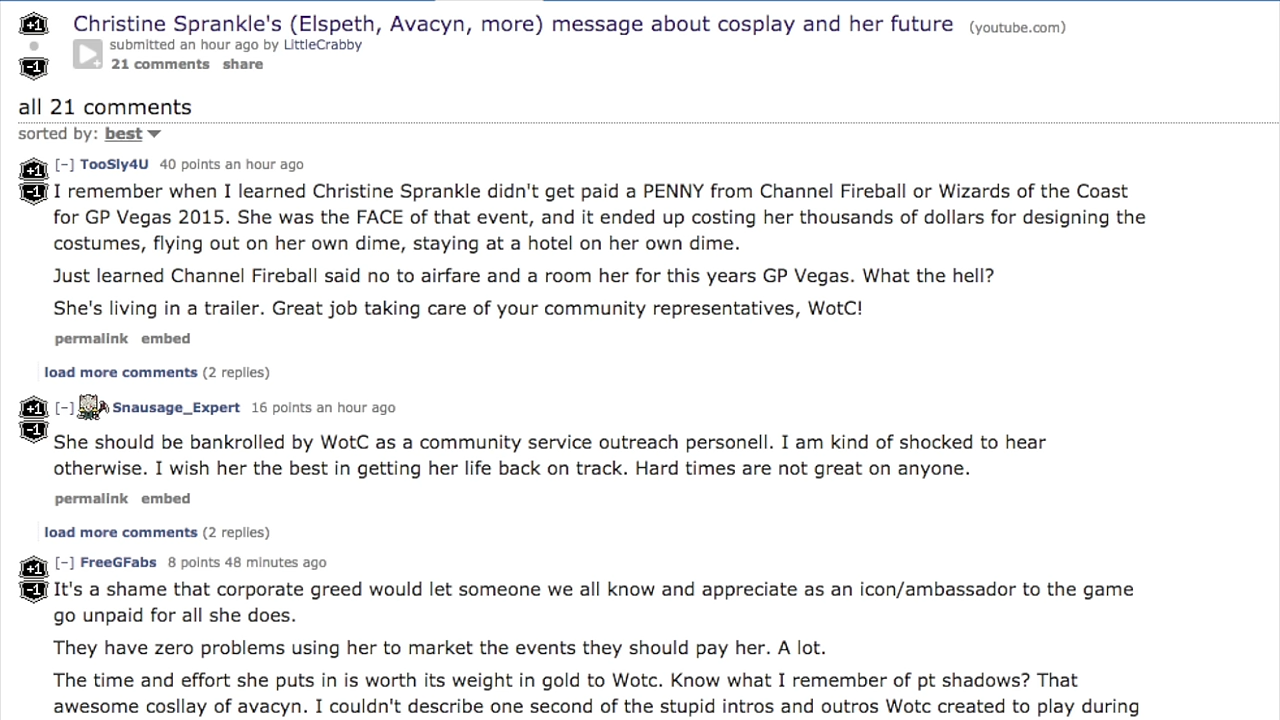 Christine Sprankle's (Elspeth, Avacyn, more) message about cosplay and her future (youtube.com)
submitted an hour ago by LittleCrabby
21 comments share
all 21 comments
sorted by: best
[-] TooSly4U 40 points an hour ago
+1
-1
I remember when I learned Christine Sprankle didn't get paid a PENNY from Channel Fireball or Wizards of the Coast
for GP Vegas 2015. She was the FACE of that event, and it ended up costing her thousands of dollars for designing the
costumes, flying out on her own dime, staying at a hotel on her own dime.
Just learned Channel Fireball said no to airfare and a room her for this years GP Vegas. What the hell?
She's living in a trailer. Great job taking care of your community representatives, WotC!
permalink embed
load more comments (2 replies)
+1
-1
[-] Snausage_Expert 16 points an hour ago
She should be bankrolled by WotC as a community service outreach personell. I am kind of shocked to hear
otherwise. I wish her the best in getting her life back on track. Hard times are not great on anyone.
permalink embed
load more comments (2 replies)
+1
-1
[-] FreeGFabs 8 points 48 minutes ago
It's a shame that corporate greed would let someone we all know and appreciate as an icon/ambassador to the game
go unpaid for all she does.
They have zero problems using her to market the events they should pay her. A lot.
The time and effort she puts in is worth its weight in gold to Wotc. Know what I remember of pt shadows? That
awesome cosllay of avacyn. I couldn't describe one second of the stupid intros and outros Wotc created to play during